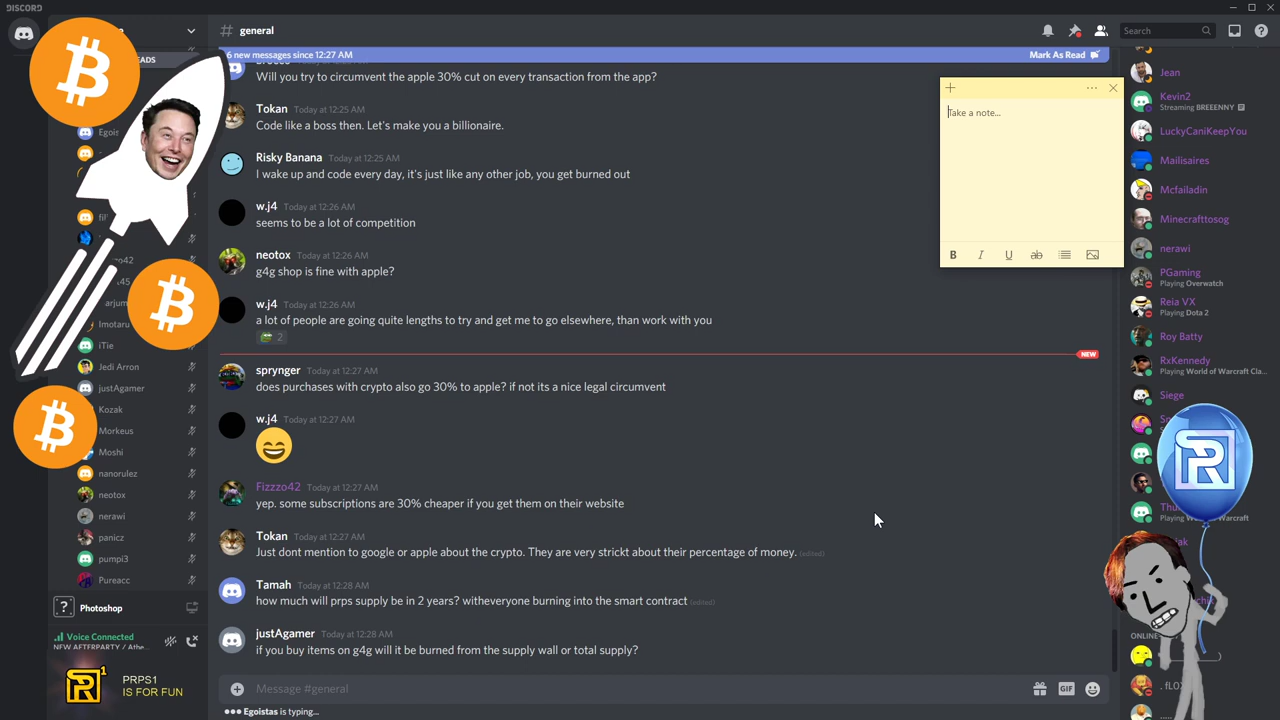 DISCORD
general
Search
6 new messages since 12:27 AM
Mark As Read
Will you try to circumvent the apple 30% cut on every transaction from the app?
Tokan Today at 12:25 AM
Code like a boss then. Let's make you a billionaire.
Risky Banana Today at 12:25 AM
I wake up and code every day, it's just like any other job, you get burned out
w.j4 Today at 12:26 AM
seems to be a lot of competition
neotox Today at 12:26 AM
g4g shop is fine with apple?
w.j4 Today at 12:26 AM
a lot of people are going quite lengths to try and get me to go elsewhere, than work with you
2
NEW
sprynger Today at 12:27 AM
does purchases with crypto also go 30% to apple? if not its a nice legal circumvent
w.j4 Today at 12:27 AM
Fizzzo42 Today at 12:27 AM
yep. some subscriptions are 30% cheaper if you get them on their website
Tokan Today at 12:27 AM
Just dont mention to google or apple about the crypto. They are very strickt about their percentage of money. (edited)
Tamah Today at 12:28 AM
how much will prps supply be in 2 years? witheveryone burning into the smart contract (edited)
justAgamer Today at 12:28 AM
if you buy items on g4g will it be burned from the supply wall or total supply?
Message #general
GIF
Egoistas is typing...
Take a note...
B I U ab
Imotaru
iTie
Jedi Arron
justAgamer
Kozak
Morkeus
Moshi
nanorulez
neotox
nerawi
panicz
pumpi3
Pureacc
Photoshop
Voice Connected
NEW AFTERPARTY / Athe...
PRPS1
IS FOR FUN
Jean
Kevin2
Streaming BREEENNY
LuckyCaniKeepYou
Mailisaires
Mcfailadin
Minecrafttosog
nerawi
PGaming
Playing Overwatch
Reia VX
Playing Dota 2
Roy Batty
RxKennedy
Playing World of Warcraft Cla...
Siege